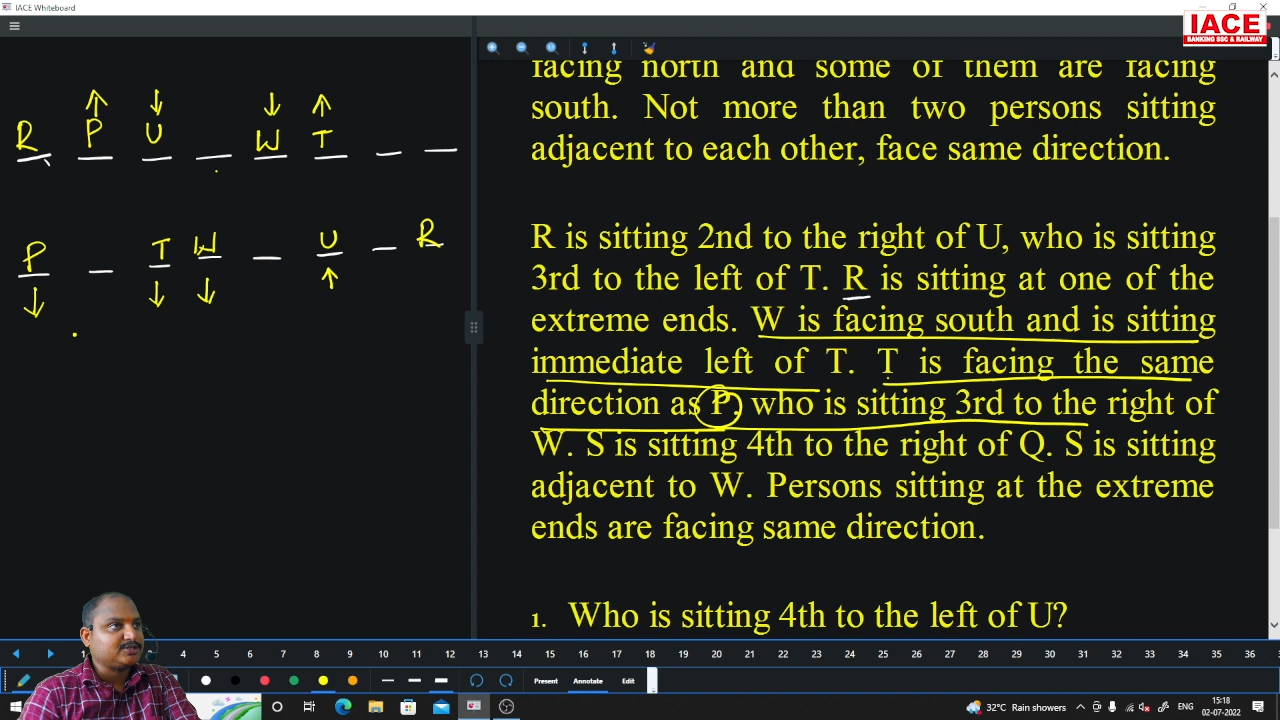 IACE Whiteboard
IACE
BANKING SSC & RAILWAY
facing north and some of them are facing
south. Not more than two persons sitting
adjacent to each other, face same direction.
R P U W T
P T W U R
R is sitting 2nd to the right of U, who is sitting
3rd to the left of T. R is sitting at one of the
extreme ends. W is facing south and is sitting
immediate left of T. T is facing the same
direction as P. who is sitting 3rd to the right of
W. S is sitting 4th to the right of Q. S is sitting
adjacent to W. Persons sitting at the extreme
ends are facing same direction.
1. Who is sitting 4th to the left of U?
4 5 6 7 8 9 10 11 12 13 14 15 16 17 18 19 20 21 22 23 24 25 26 27 28 29 30 31 32 33 34 35 36
Present Annotate Edit
32°C Rain showers
ENG
15:18
02-07-2022